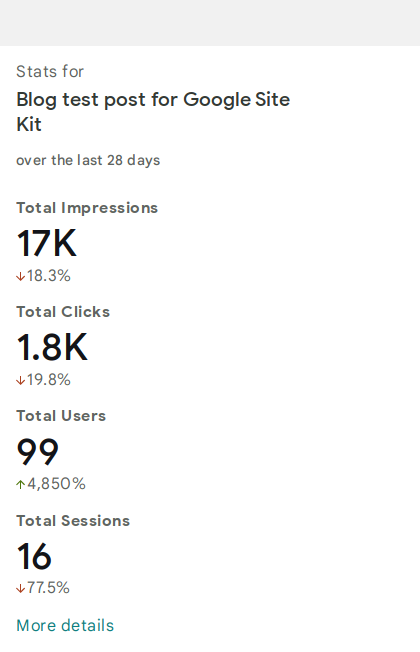 Stats for
Blog test post for Google Site
Kit
over the last 28 days
Total Impressions
17K
↓18.3%
Total Clicks
1.8K
↓19.8%
Total Users
99
↑4,850%
Total Sessions
16
↓77.5%
More details